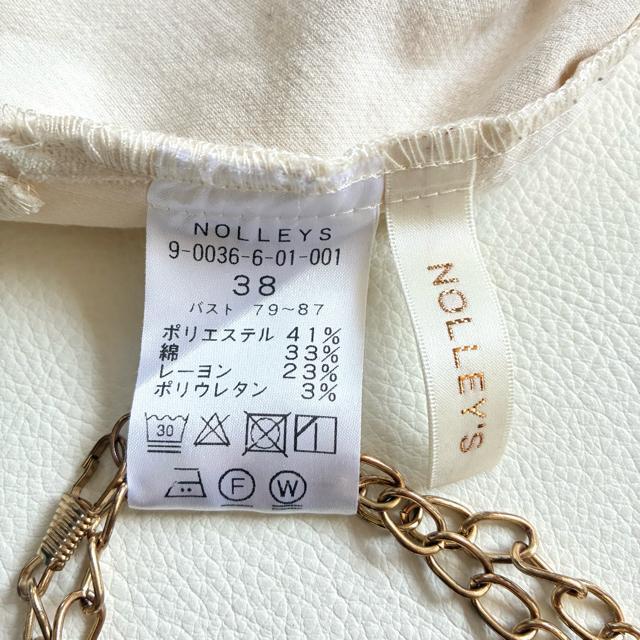 NOLLEYS
9-0036-6-01-001
38
バスト 79~87
ポリエステル 41%
綿 33%
レーヨン 23%
ポリウレタン 3%
30
F W
NOLLEY'S